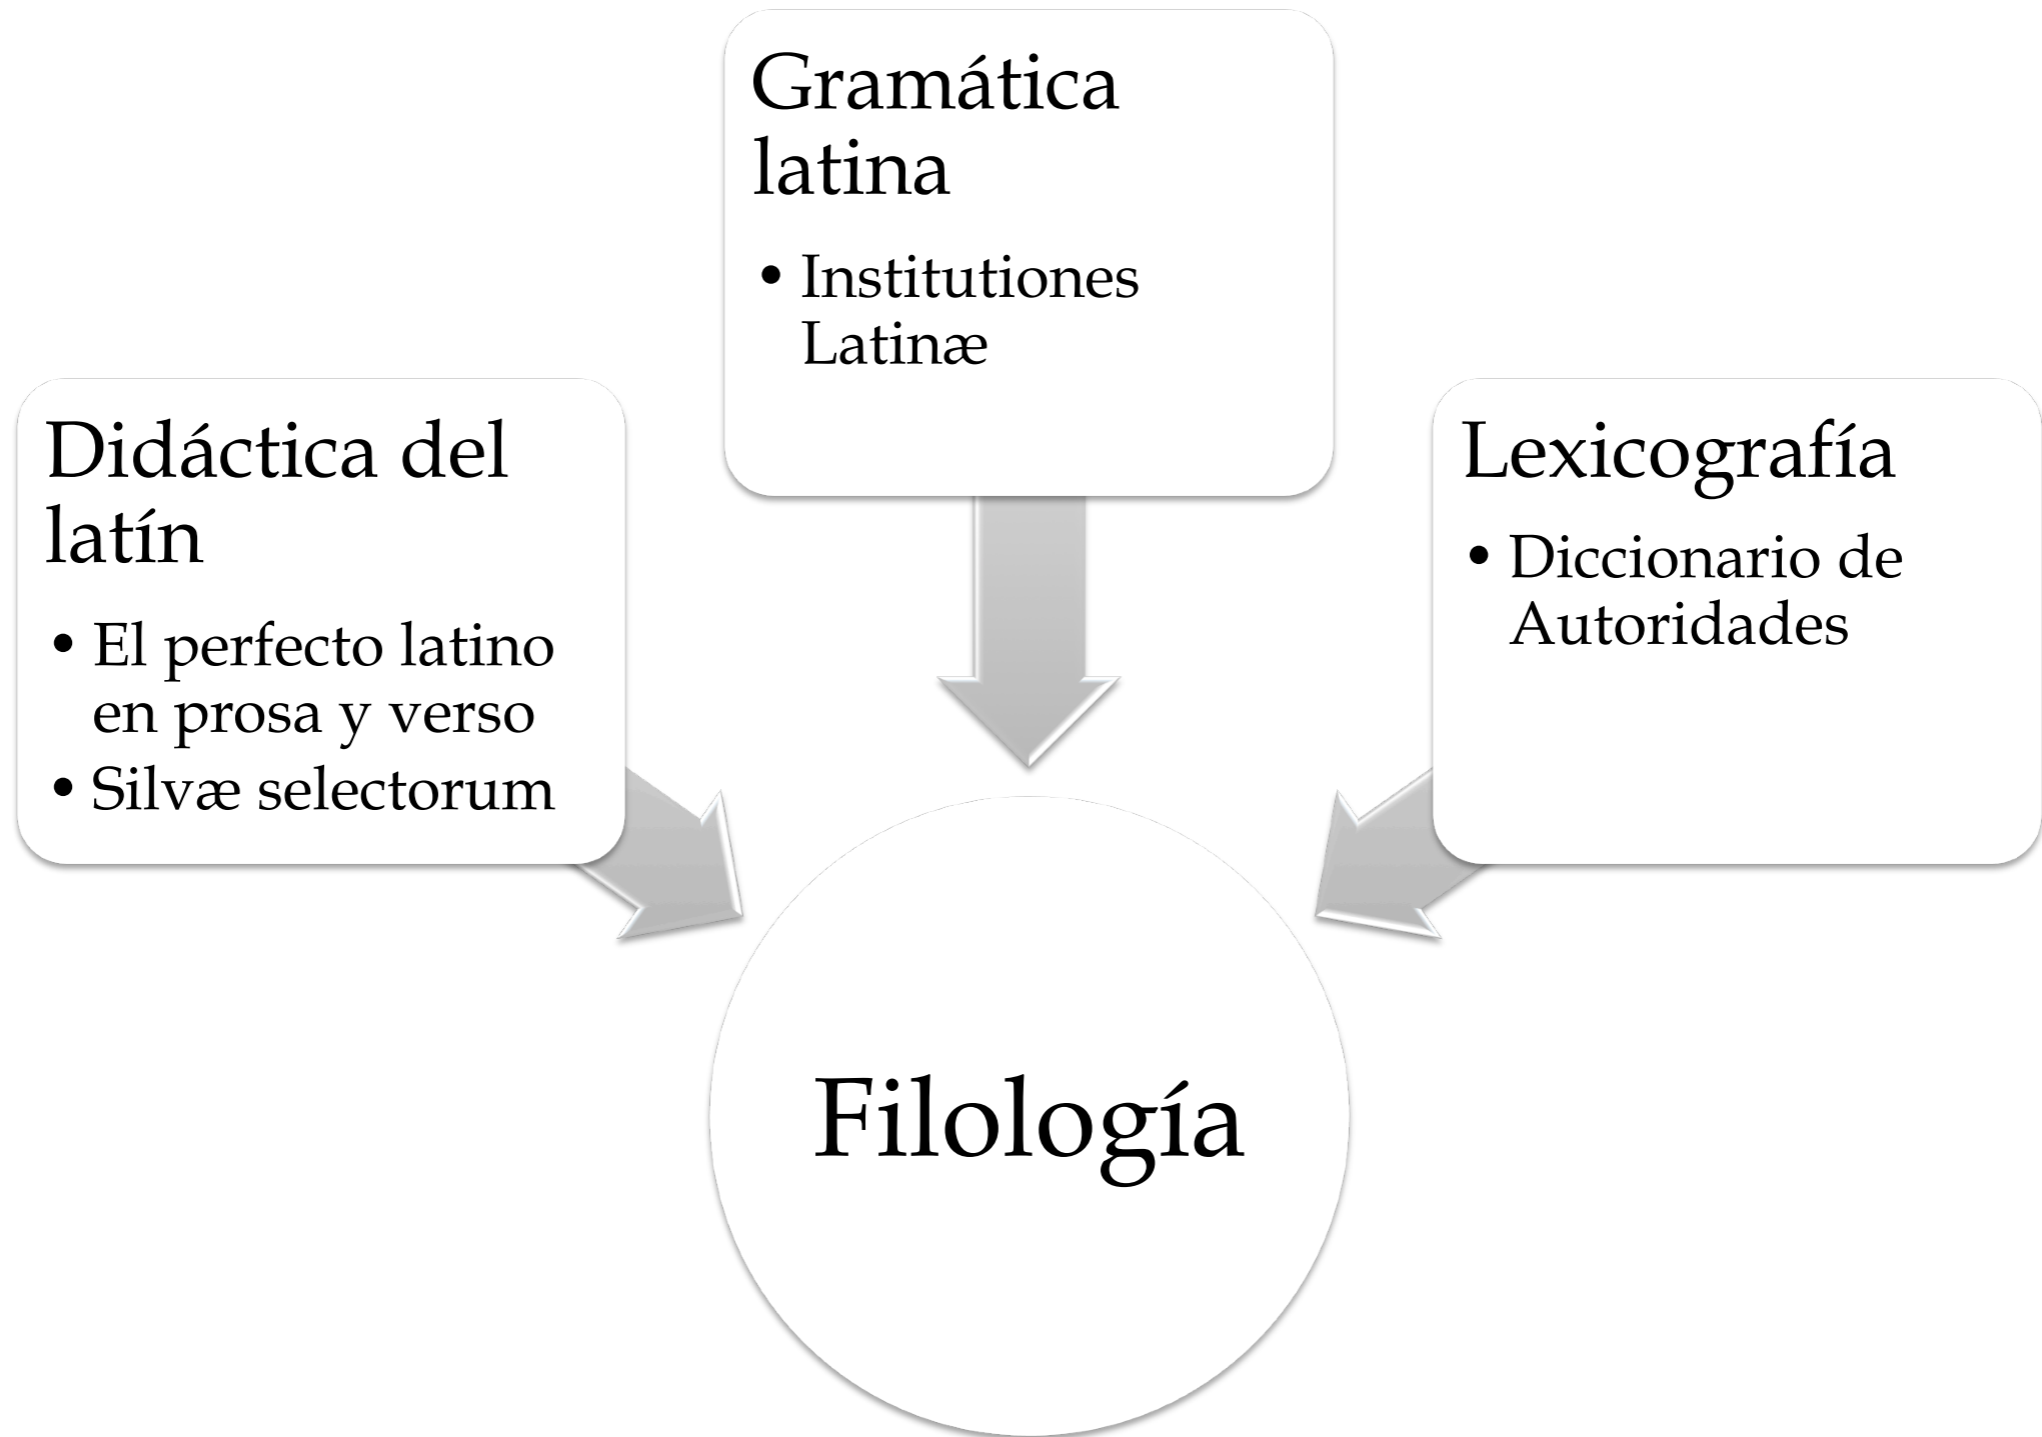 Gramática
latina
• Institutiones
Latinæ
Didáctica del
latín
• El perfecto latino
en prosa y verso
• Silvæ selectorum
Lexicografía
• Diccionario de
Autoridades
Filología